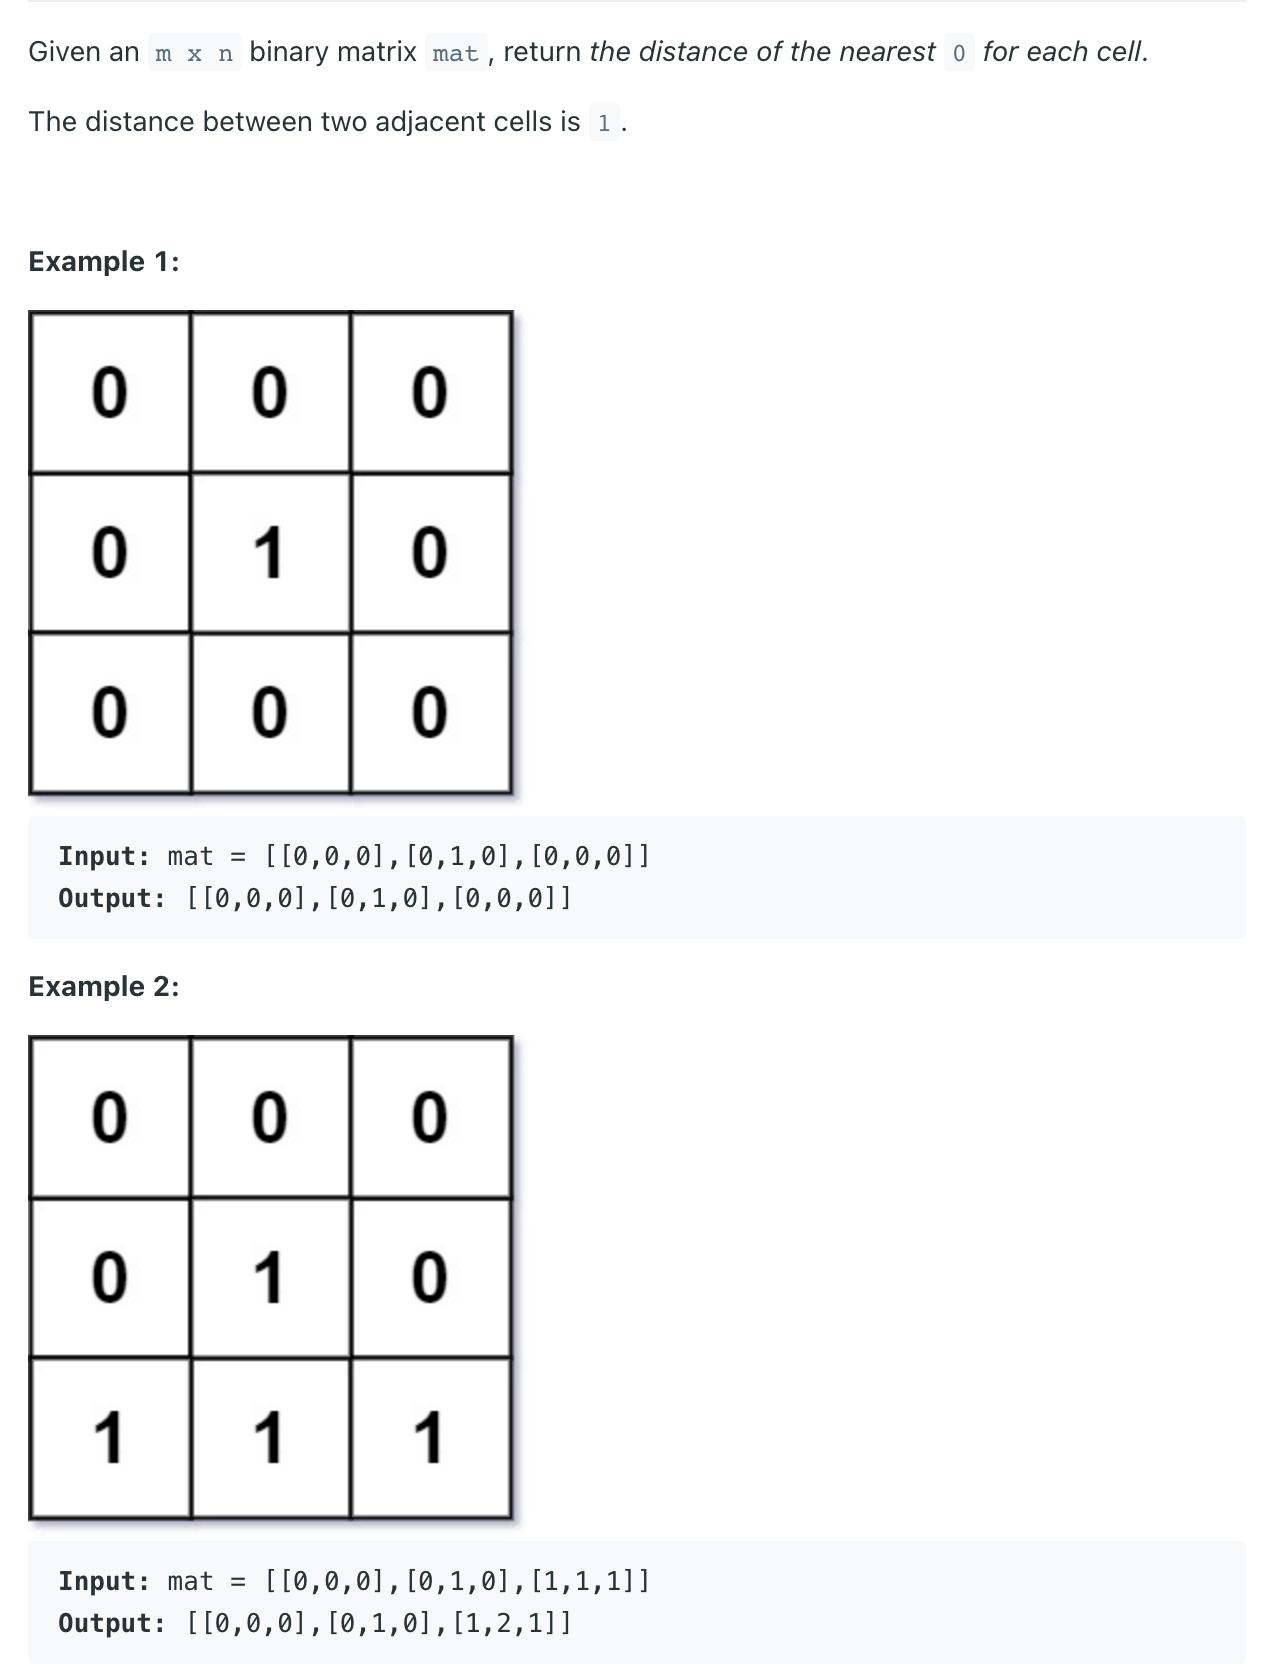 Given an m x n binary matrix mat , return the distance of the nearest 0 for each cell.
The distance between two adjacent cells is 1 .
Example 1:
0 0 0
0 1 0
0 0 0
Input: mat = [[0,0,0],[0,1,0],[0,0,0]]
Output: [[0,0,0],[0,1,0],[0,0,0]]
Example 2:
0 0 0
0 1 0
1 1 1
Input: mat = [[0,0,0],[0,1,0],[1,1,1]]
Output: [[0,0,0],[0,1,0],[1,2,1]]